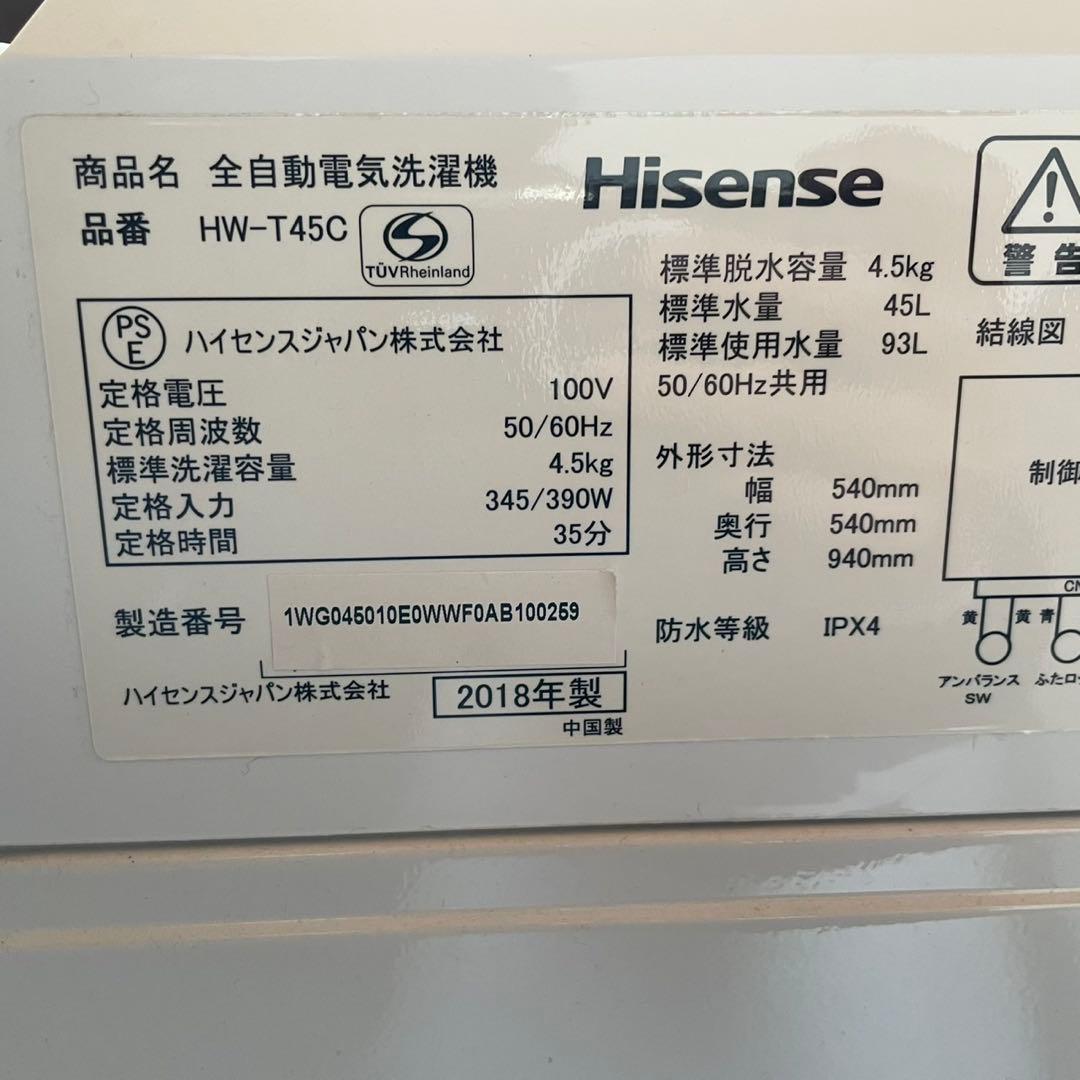 商品名 全自動電気洗濯機
品番 HW-T45C
TÜVRheinland
Hisense
PS
E
ハイセンスジャパン株式会社
定格電圧 100V
定格周波数 50/60Hz
標準洗濯容量 4.5kg
定格入力 345/390W
定格時間 35分
製造番号 1WG045010E0WWF0AB100259
ハイセンスジャパン株式会社 2018年製
中国製
標準脱水容量 4.5kg
標準水量 45L
標準使用水量 93L
50/60Hz共用
外形寸法
幅 540mm
奥行 540mm
高さ 940mm
防水等級 IPX4
警告
結線図
制御
CN
黄 黄 青
アンバランス
SW
ふたロ